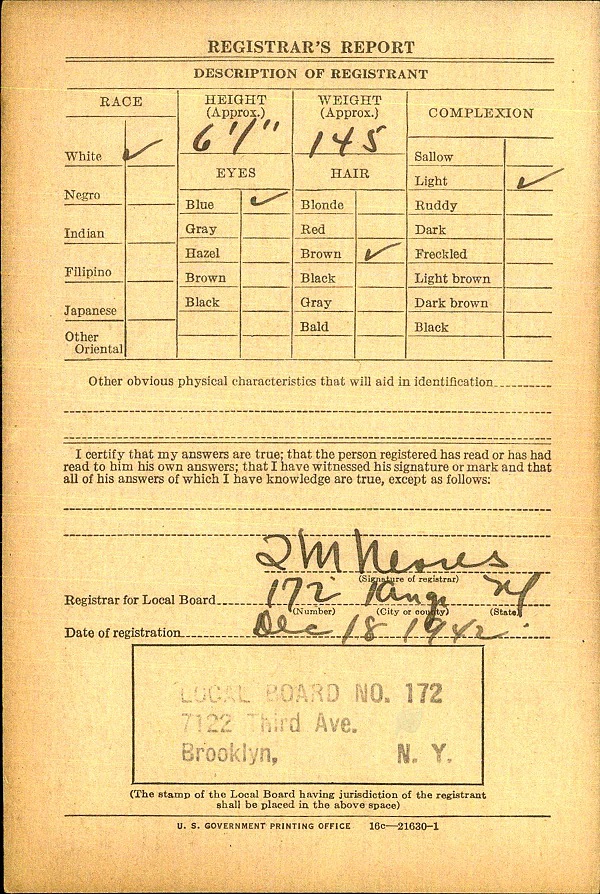 REGISTRAR'S REPORT
DESCRIPTION OF REGISTRANT
RACE
White ✓
Negro
Indian
Filipino
Japanese
Other
Oriental
HEIGHT
(Approx.)
6'1"
EYES
Blue ✓
Gray
Hazel
Brown
Black
WEIGHT
(Approx.)
145
HAIR
Blonde
Red
Brown ✓
Black
Gray
Bald
COMPLEXION
Sallow
Light ✓
Ruddy
Dark
Freckled
Light brown
Dark brown
Black
Other obvious physical characteristics that will aid in identification
I certify that my answers are true; that the person registered has read or has had
read to him his own answers; that I have witnessed his signature or mark and that
all of his answers of which I have knowledge are true, except as follows:
(Signature of registrar)
Registrar for Local Board 172 Kings NY
(Number) (City or county) (State)
Date of registration Dec 18 1942
LOCAL BOARD NO. 172
7122 Third Ave.
Brooklyn, N. Y.
(The stamp of the Local Board having jurisdiction of the registrant
shall be placed in the above space)
U. S. GOVERNMENT PRINTING OFFICE 16c—21630-1